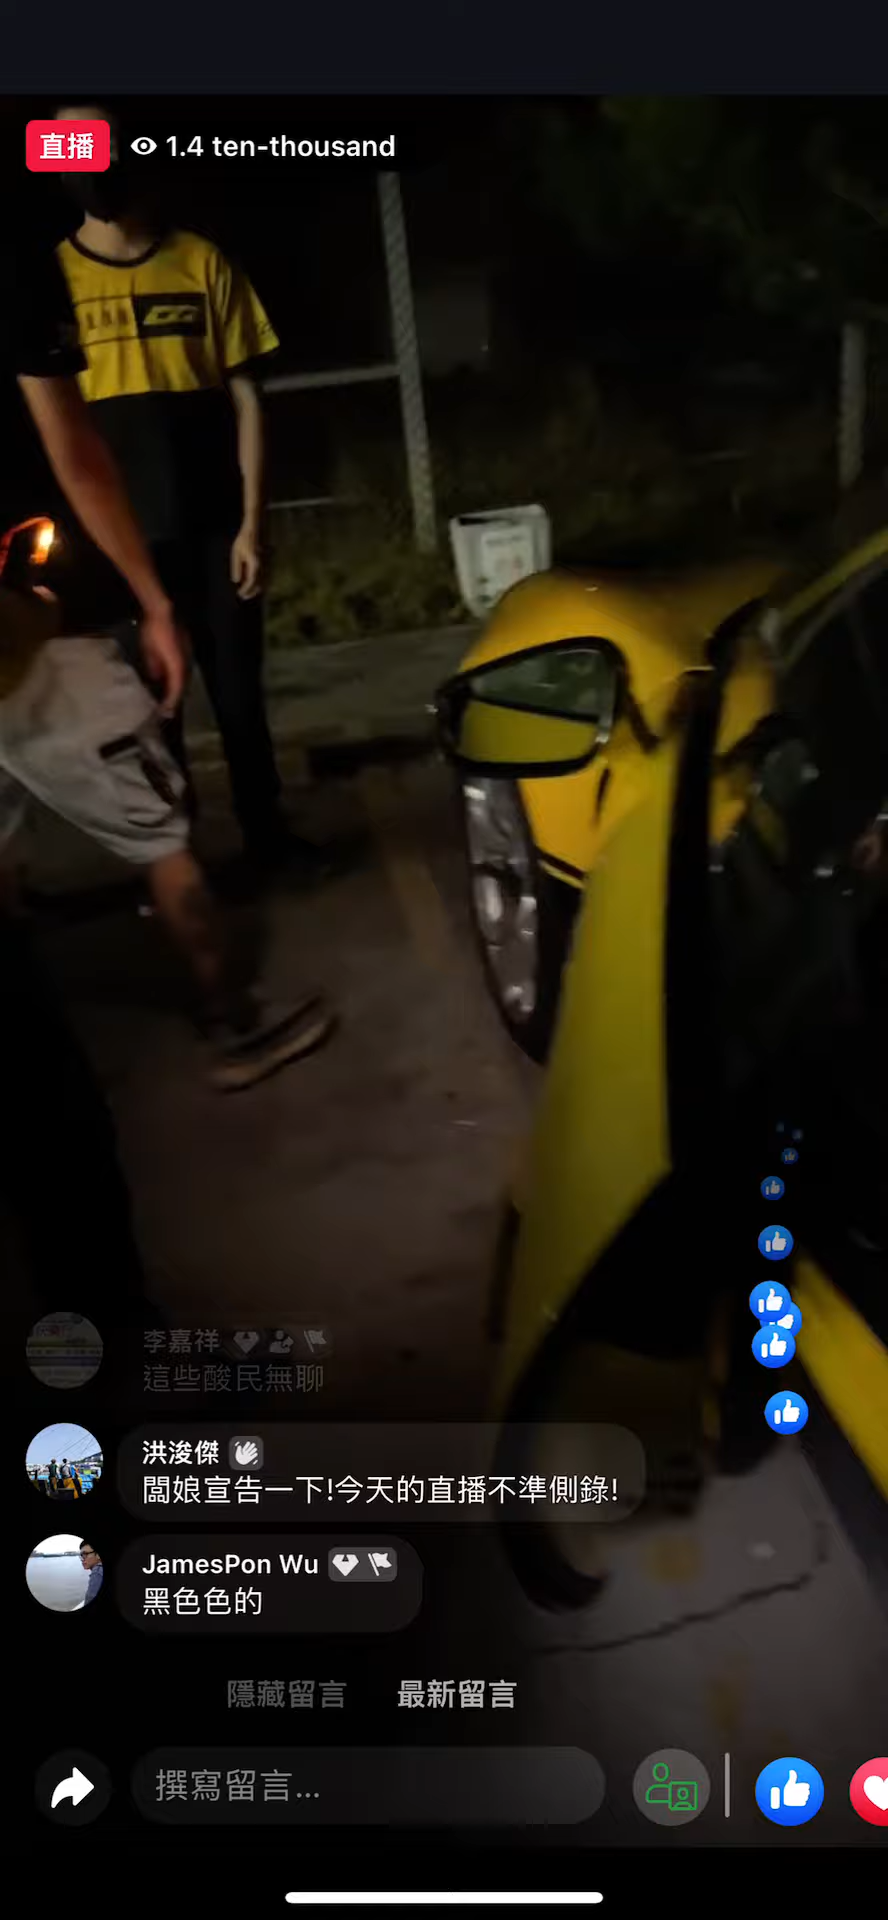 直播
1.4 ten-thousand
李嘉祥
這些酸民無聊
洪浚傑
闆娘宣告一下!今天的直播不準側錄!
JamesPon Wu
黑色色的
隱藏留言 最新留言
撰寫留言...